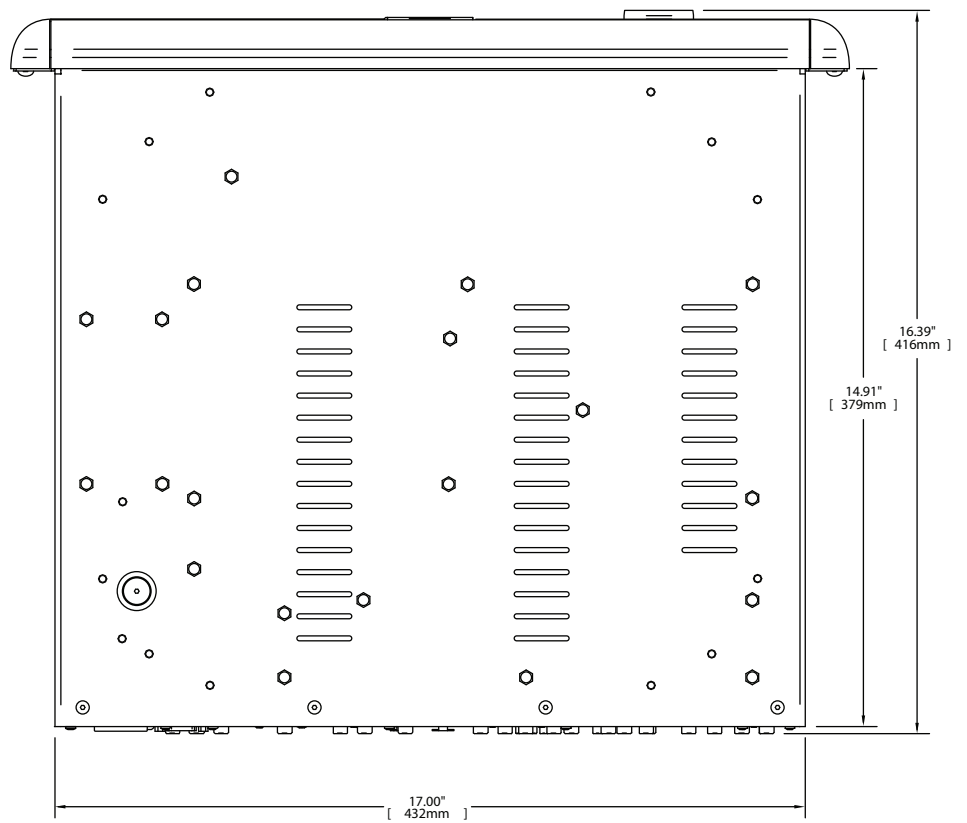 16.39"
[ 416mm ]
14.91"
[ 379mm ]
17.00"
[ 432mm ]